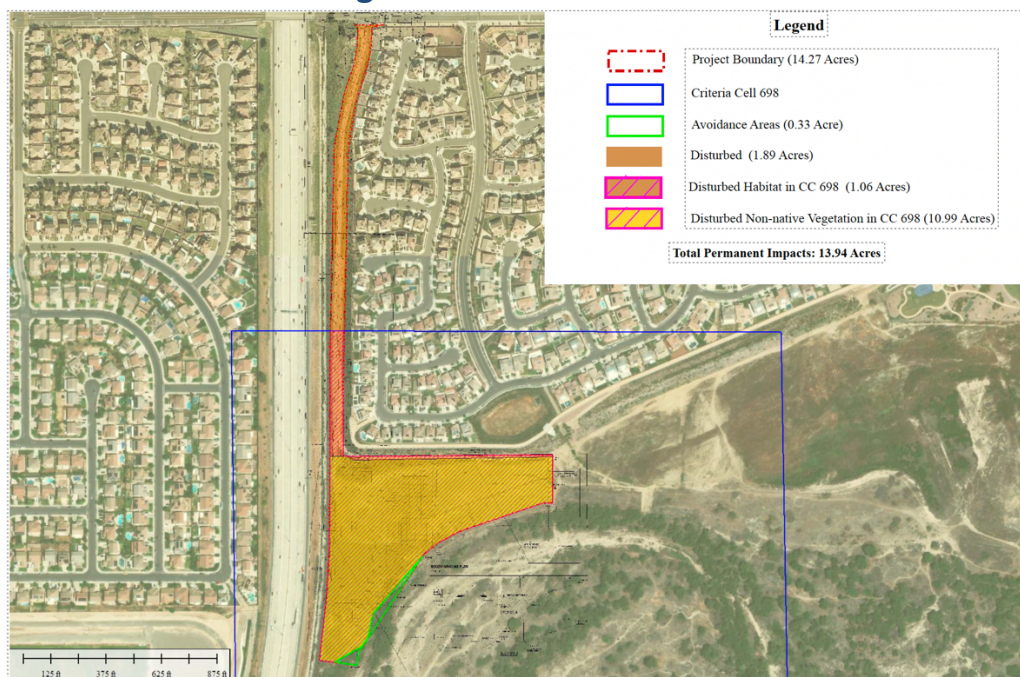 Legend
Project Boundary (14.27 Acres)
Criteria Cell 698
Avoidance Areas (0.33 Acre)
Disturbed (1.89 Acres)
Disturbed Habitat in CC 698 (1.06 Acres)
Disturbed Non-native Vegetation in CC 698 (10.99 Acres)
Total Permanent Impacts: 13.94 Acres
125 ft 375 ft 625 ft 875 ft